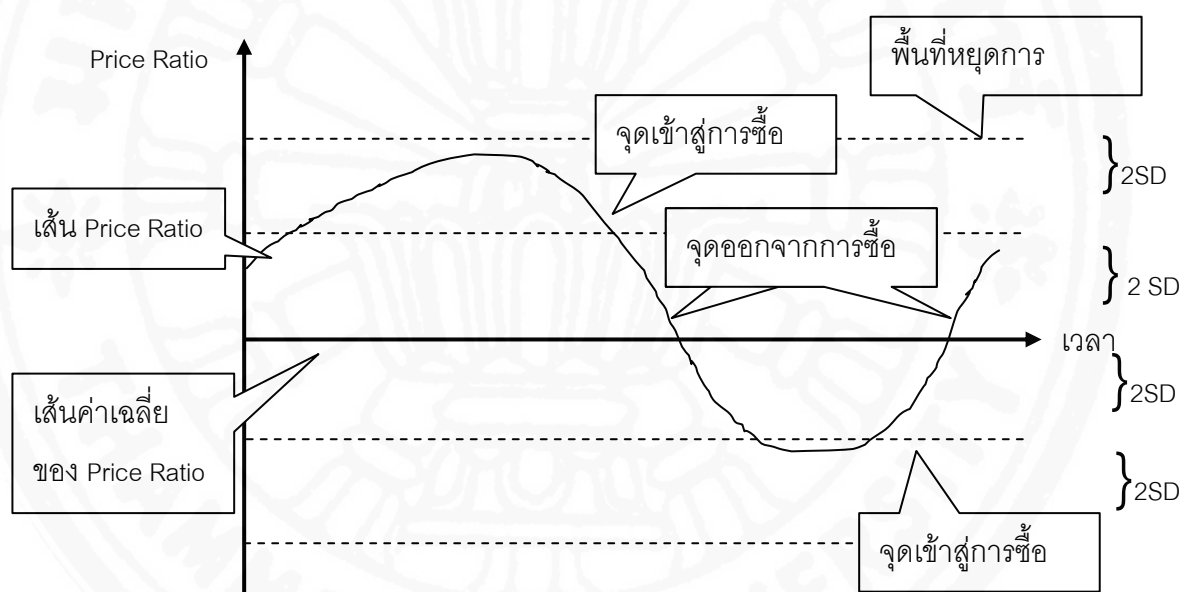 Price Ratio
พื้นที่หยุดการ
จุดเข้าสู่การซื้อ
2SD
เส้น Price Ratio
จุดออกจากการซื้อ
2 SD
เวลา
2SD
เส้นค่าเฉลี่ย
ของ Price Ratio
2SD
จุดเข้าสู่การซื้อ